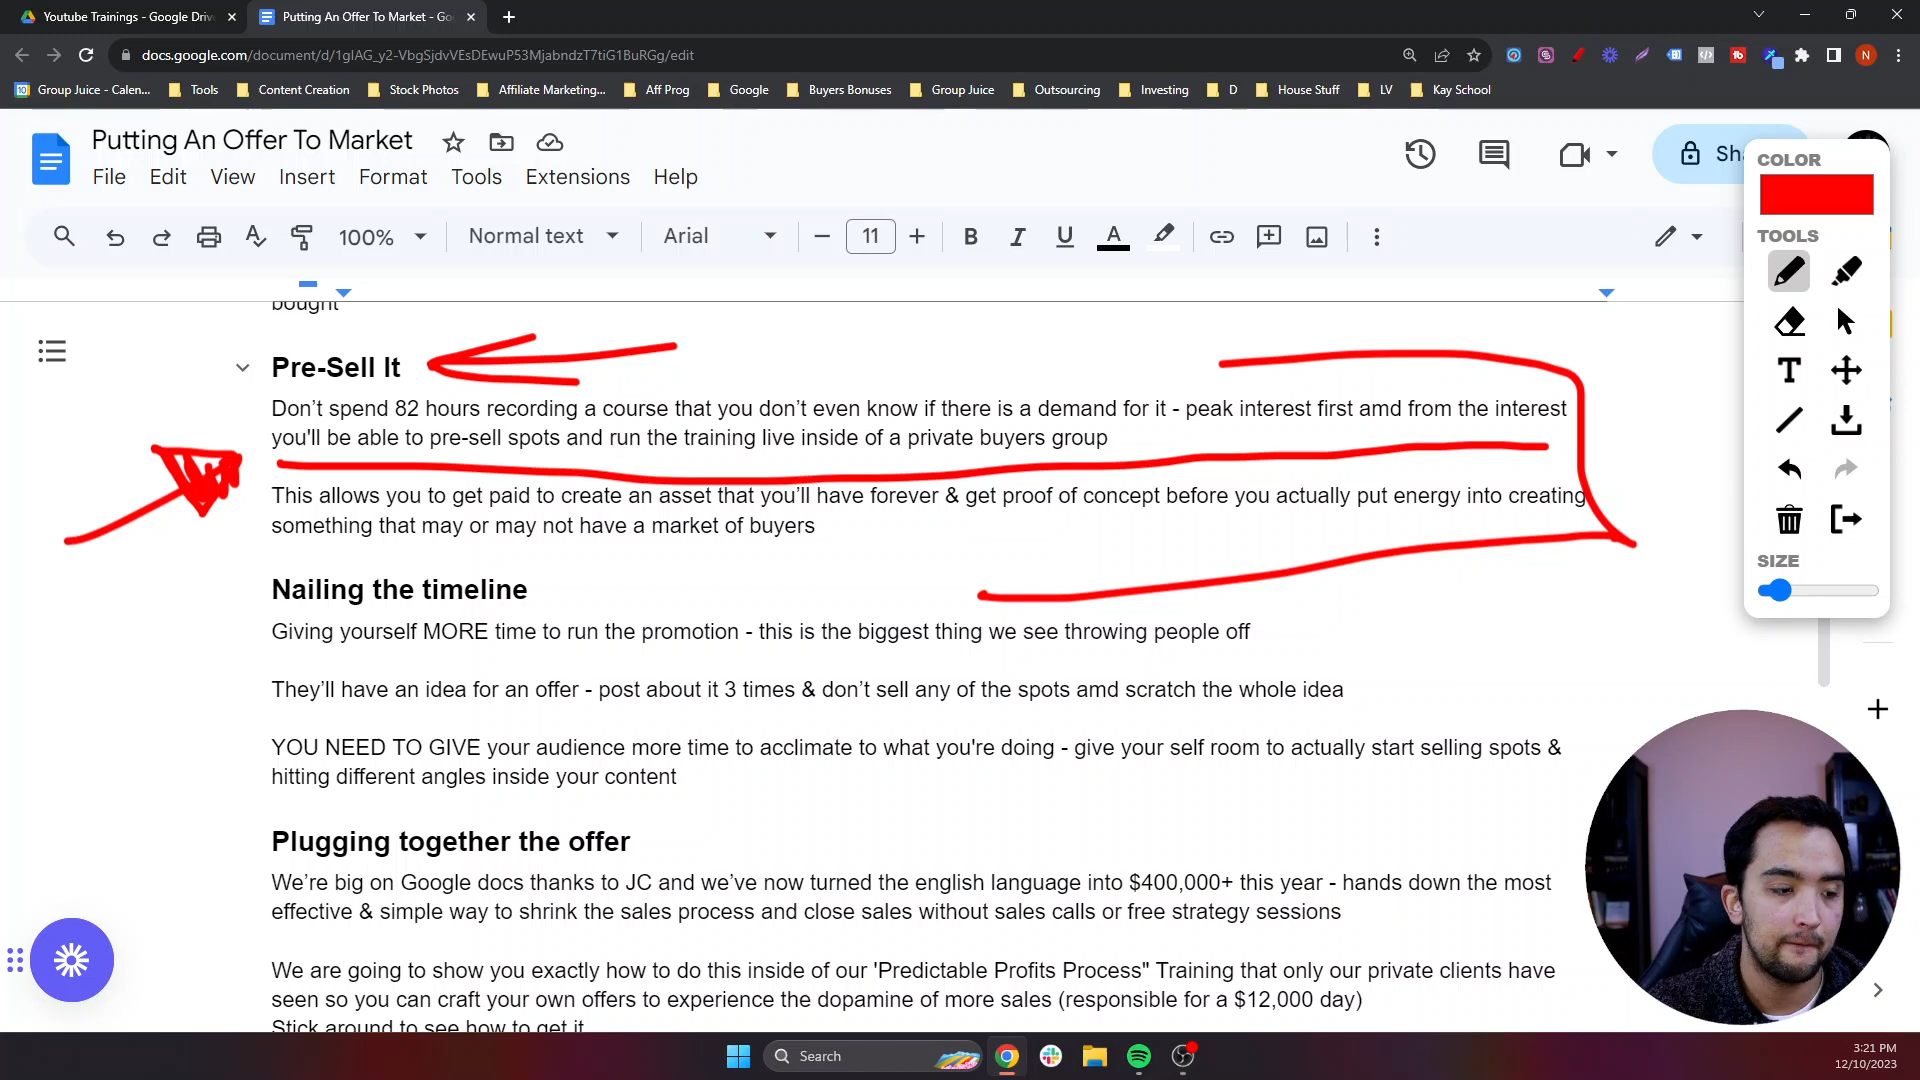 Youtube Trainings - Google Driv
Putting An Offer To Market - Go
docs.google.com/document/d/1gIAG_y2-VbgSjdvVEsDEwuP53MjabndzT7tiG1BuRGg/edit
Group Juice - Calen...
Tools
Content Creation
Stock Photos
Affiliate Marketing...
Aff Prog
Google
Buyers Bonuses
Group Juice
Outsourcing
Investing
D
House Stuff
LV
Kay School
Putting An Offer To Market
File Edit View Insert Format Tools Extensions Help
Sha
100% Normal text Arial 11
COLOR
TOOLS
SIZE
bought
Pre-Sell It
Don’t spend 82 hours recording a course that you don’t even know if there is a demand for it - peak interest first amd from the interest
you'll be able to pre-sell spots and run the training live inside of a private buyers group
This allows you to get paid to create an asset that you’ll have forever & get proof of concept before you actually put energy into creating
something that may or may not have a market of buyers
Nailing the timeline
Giving yourself MORE time to run the promotion - this is the biggest thing we see throwing people off
They’ll have an idea for an offer - post about it 3 times & don’t sell any of the spots amd scratch the whole idea
YOU NEED TO GIVE your audience more time to acclimate to what you're doing - give your self room to actually start selling spots &
hitting different angles inside your content
Plugging together the offer
We’re big on Google docs thanks to JC and we’ve now turned the english language into $400,000+ this year - hands down the most
effective & simple way to shrink the sales process and close sales without sales calls or free strategy sessions
We are going to show you exactly how to do this inside of our 'Predictable Profits Process" Training that only our private clients have
seen so you can craft your own offers to experience the dopamine of more sales (responsible for a $12,000 day)
Stick around to see how to get it
Search
3:21 PM
12/10/2023